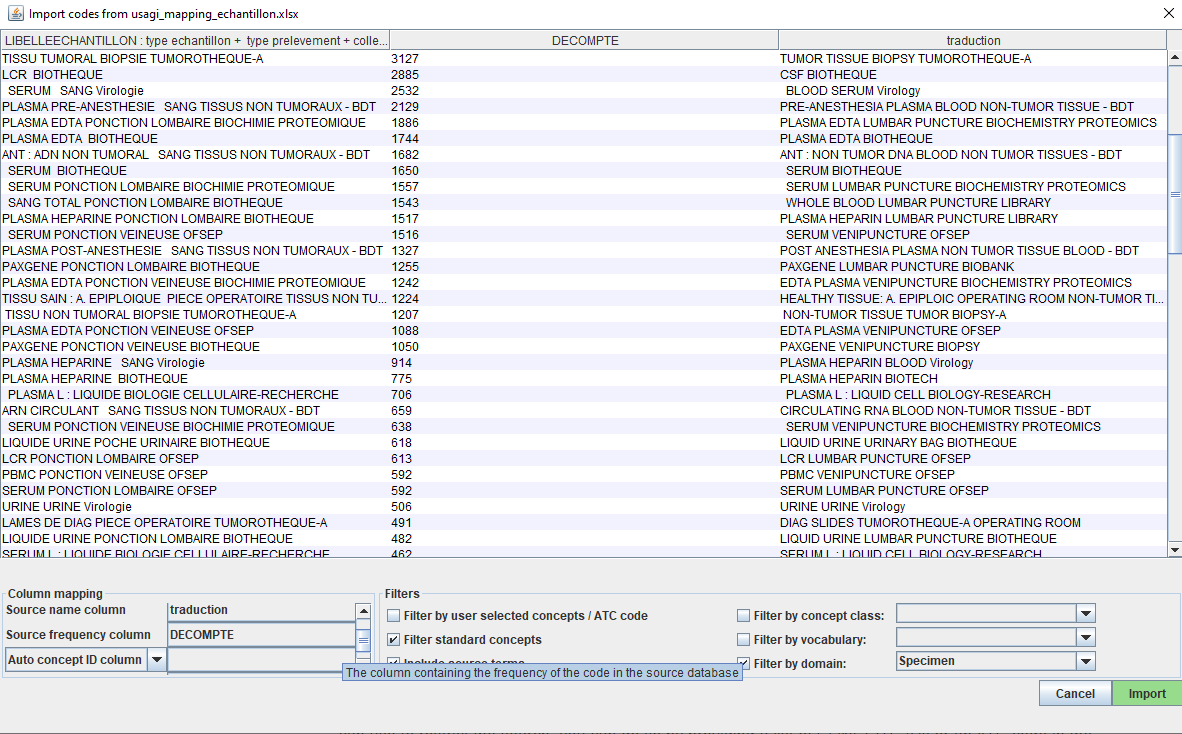 Import codes from usagi_mapping_echantillon.xlsx
LIBELLEECHANTILLON : type echantillon + type prelevement + colle... DECOMPTE traduction
TISSU TUMORAL BIOPSIE TUMOROTHEQUE-A 3127 TUMOR TISSUE BIOPSY TUMOROTHEQUE-A
LCR BIOTHEQUE 2885 CSF BIOTHEQUE
SERUM SANG Virologie 2532 BLOOD SERUM Virology
PLASMA PRE-ANESTHESIE SANG TISSUS NON TUMORAUX - BDT 2129 PRE-ANESTHESIA PLASMA BLOOD NON-TUMOR TISSUE - BDT
PLASMA EDTA PONCTION LOMBAIRE BIOCHIMIE PROTEOMIQUE 1886 PLASMA EDTA LUMBAR PUNCTURE BIOCHEMISTRY PROTEOMICS
PLASMA EDTA BIOTHEQUE 1744 PLASMA EDTA BIOTHEQUE
ANT : ADN NON TUMORAL SANG TISSUS NON TUMORAUX - BDT 1682 ANT : NON TUMOR DNA BLOOD NON TUMOR TISSUES - BDT
SERUM BIOTHEQUE 1650 SERUM BIOTHEQUE
SERUM PONCTION LOMBAIRE BIOCHIMIE PROTEOMIQUE 1557 SERUM LUMBAR PUNCTURE BIOCHEMISTRY PROTEOMICS
SANG TOTAL PONCTION LOMBAIRE BIOTHEQUE 1543 WHOLE BLOOD LUMBAR PUNCTURE LIBRARY
PLASMA HEPARINE PONCTION LOMBAIRE BIOTHEQUE 1517 PLASMA HEPARIN LUMBAR PUNCTURE LIBRARY
SERUM PONCTION VEINEUSE OFSEP 1516 SERUM VENIPUNCTURE OFSEP
PLASMA POST-ANESTHESIE SANG TISSUS NON TUMORAUX - BDT 1327 POST ANESTHESIA PLASMA NON TUMOR TISSUE BLOOD - BDT
PAXGENE PONCTION LOMBAIRE BIOTHEQUE 1255 PAXGENE LUMBAR PUNCTURE BIOBANK
PLASMA EDTA PONCTION VEINEUSE BIOCHIMIE PROTEOMIQUE 1242 EDTA PLASMA VENIPUNCTURE BIOCHEMISTRY PROTEOMICS
TISSU SAIN : A. EPIPLOIQUE PIECE OPERATOIRE TISSUS NON TU... 1224 HEALTHY TISSUE: A. EPIPLOIC OPERATING ROOM NON-TUMOR TI...
TISSU NON TUMORAL BIOPSIE TUMOROTHEQUE-A 1207 NON-TUMOR TISSUE TUMOR BIOPSY-A
PLASMA EDTA PONCTION VEINEUSE OFSEP 1088 EDTA PLASMA VENIPUNCTURE OFSEP
PAXGENE PONCTION VEINEUSE BIOTHEQUE 1050 PAXGENE VENIPUNCTURE BIOPSY
PLASMA HEPARINE SANG Virologie 914 PLASMA HEPARIN BLOOD Virology
PLASMA HEPARINE BIOTHEQUE 775 PLASMA HEPARIN BIOTECH
PLASMA L : LIQUIDE BIOLOGIE CELLULAIRE-RECHERCHE 706 PLASMA L : LIQUID CELL BIOLOGY-RESEARCH
ARN CIRCULANT SANG TISSUS NON TUMORAUX - BDT 659 CIRCULATING RNA BLOOD NON-TUMOR TISSUE - BDT
SERUM PONCTION VEINEUSE BIOCHIMIE PROTEOMIQUE 638 SERUM VENIPUNCTURE BIOCHEMISTRY PROTEOMICS
LIQUIDE URINE POCHE URINAIRE BIOTHEQUE 618 LIQUID URINE URINARY BAG BIOTHEQUE
LCR PONCTION LOMBAIRE OFSEP 613 LCR LUMBAR PUNCTURE OF OFSEP
PBMC PONCTION VEINEUSE OFSEP 592 PBMC VENIPUNCTURE OF OFSEP
SERUM PONCTION LOMBAIRE OFSEP 592 SERUM LUMBAR PUNCTURE OF OFSEP
URINE URINE Virologie 506 URINE URINE Virology
LAMES DE DIAG PIECE OPERATOIRE TUMOROTHEQUE-A 491 DIAG SLIDES TUMOROTHEQUE-A OPERATING ROOM
LIQUIDE URINE PONCTION LOMBAIRE BIOTHEQUE 482 LIQUID URINE LUMBAR PUNCTURE BIOTHEQUE
SERUM L : LIQUIDE BIOLOGIE CELLULAIRE-RECHERCHE 462 SERUM L : LIQUID CELL BIOLOGY-RESEARCH
Column mapping
Source name column traduction
Source frequency column DECOMPTE
Auto concept ID column
Filters
Filter by user selected concepts / ATC code
Filter standard concepts
Include source terms
Filter by concept class:
Filter by vocabulary:
Filter by domain: Specimen
The column containing the frequency of the code in the source database
Cancel Import